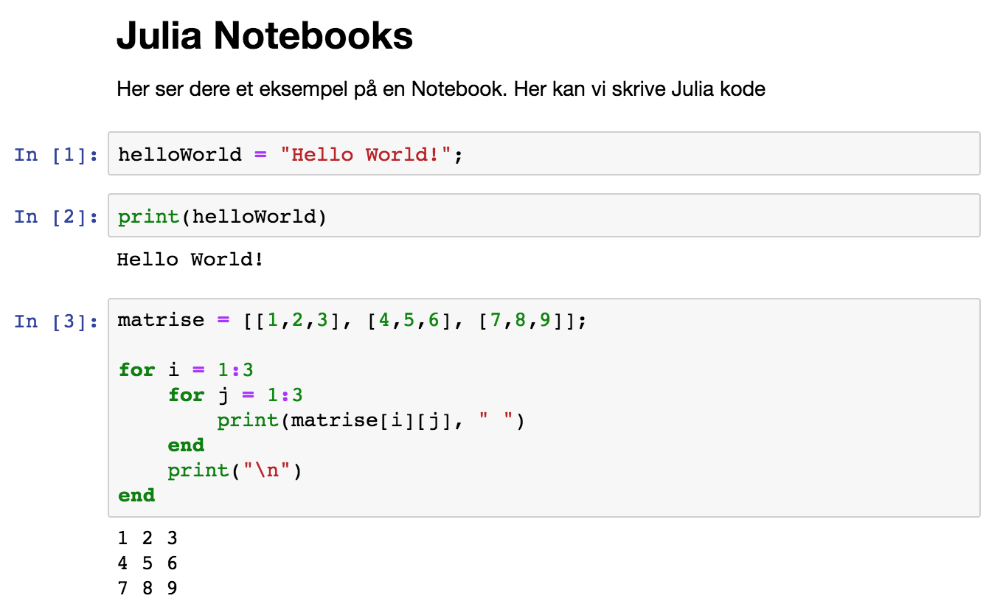 Julia Notebooks
Her ser dere et eksempel på en Notebook. Her kan vi skrive Julia kode
In [1]: helloWorld = "Hello World!";
In [2]: print(helloWorld)
Hello World!
In [3]: matrise = [[1,2,3], [4,5,6], [7,8,9]];
for i = 1:3
    for j = 1:3
        print(matrise[i][j], " ")
    end
    print("\n")
end
1 2 3
4 5 6
7 8 9